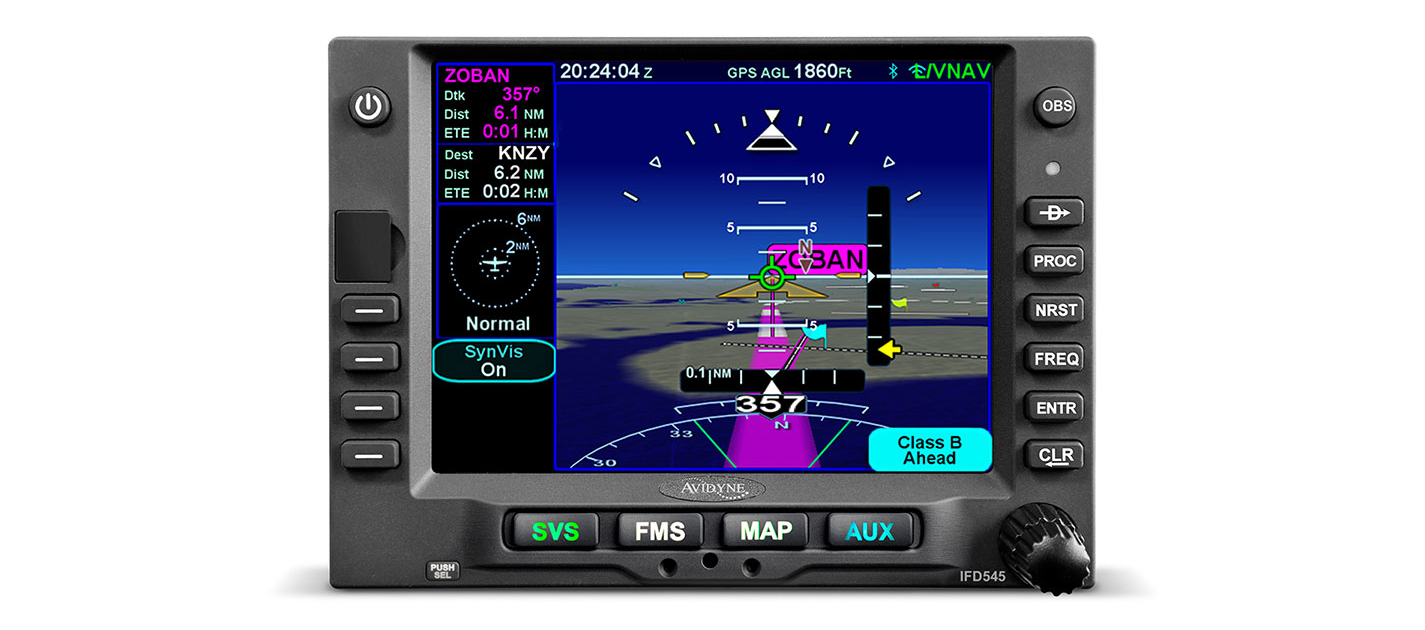 ZOBAN
Dtk 357°
Dist 6.1 NM
ETE 0:01 H:M
Dest KNZY
Dist 6.2 NM
ETE 0:02 H:M
6NM
2NM
Normal
SynVis
On
20:24:04 Z GPS AGL 1860Ft L/VNAV
10 10
5 5
N
ZOBAN
5 5
0.1 NM
357
N
33
30
Class B
Ahead
OBS
D
PROC
NRST
FREQ
ENTR
CLR
AVIDYNE
SVS FMS MAP AUX
PUSH
SEL
IFD545